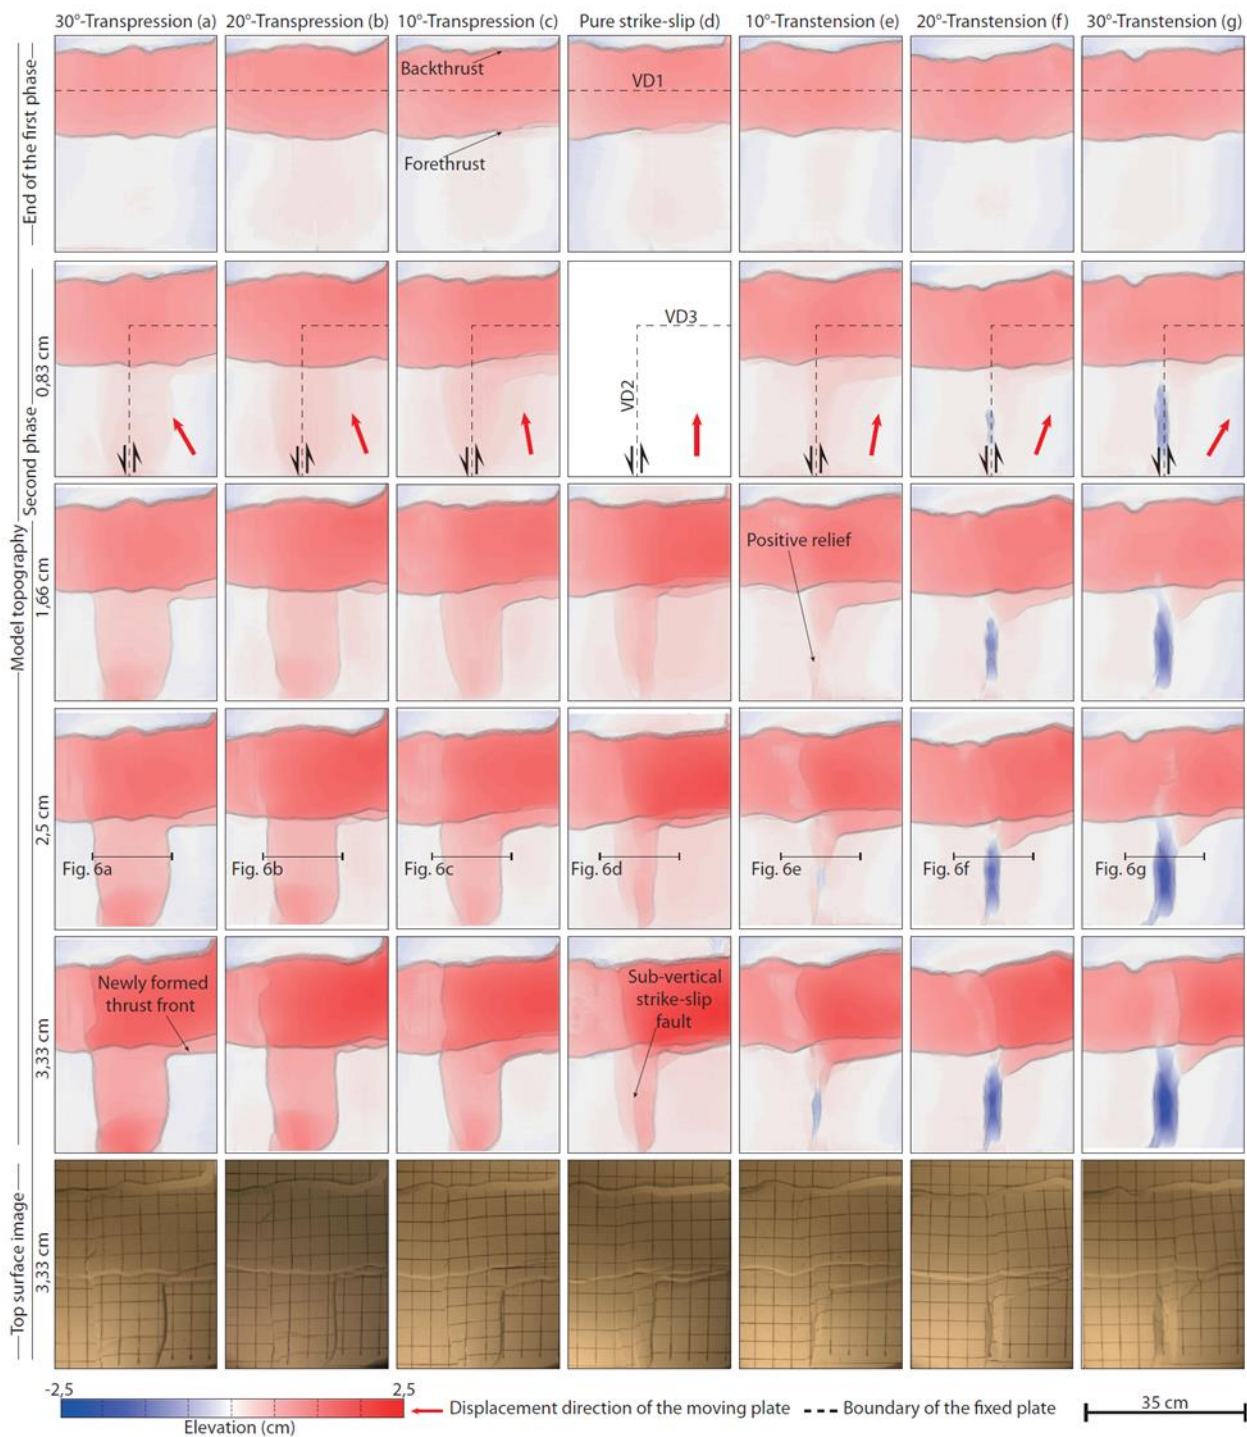 30°-Transpression (a)
20°-Transpression (b)
10°-Transpression (c)
Pure strike-slip (d)
10°-Transtension (e)
20°-Transtension (f)
30°-Transtension (g)
Model topography
End of the first phase
Backthrust
Forethrust
VD1
Second phase
0,83 cm
VD3
VD2
1,66 cm
Positive relief
2,5 cm
Fig. 6a
Fig. 6b
Fig. 6c
Fig. 6d
Fig. 6e
Fig. 6f
Fig. 6g
3,33 cm
Newly formed
thrust front
Sub-vertical
strike-slip
fault
Top surface image
3,33 cm
-2,5
2,5
Elevation (cm)
Displacement direction of the moving plate
Boundary of the fixed plate
35 cm